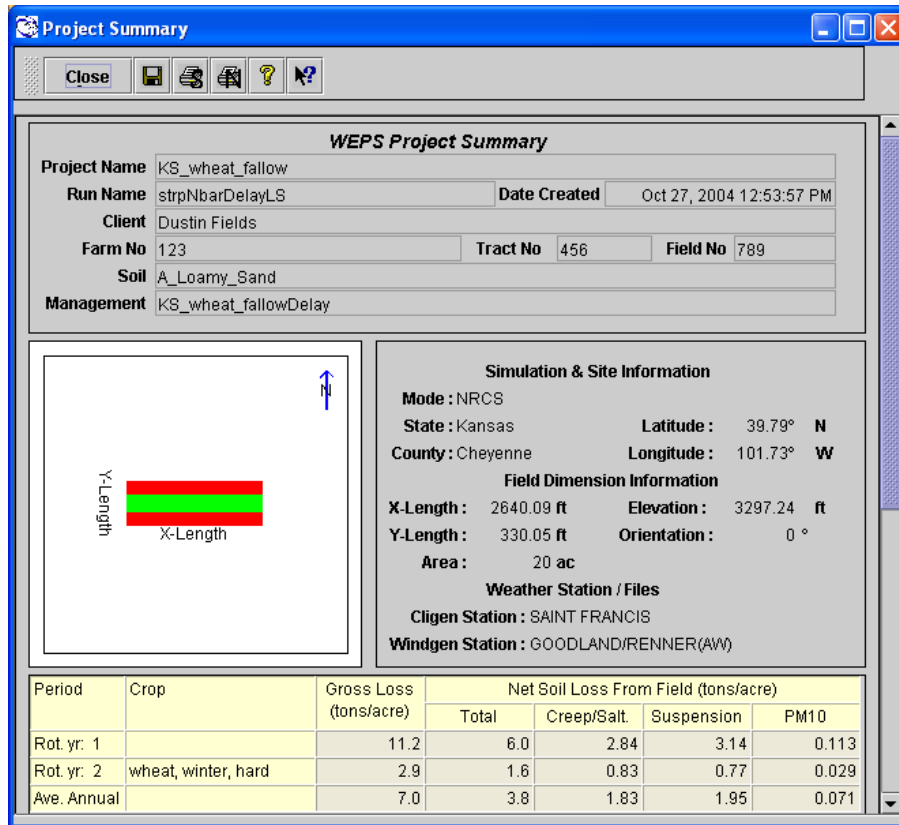 Project Summary
Close
WEPS Project Summary
Project Name KS_wheat_fallow
Run Name strpNbarDelayLS Date Created Oct 27, 2004 12:53:57 PM
Client Dustin Fields
Farm No 123 Tract No 456 Field No 789
Soil A_Loamy_Sand
Management KS_wheat_fallowDelay
N
Y-Length
X-Length
Simulation & Site Information
Mode : NRCS
State : Kansas Latitude : 39.79° N
County : Cheyenne Longitude : 101.73° W
Field Dimension Information
X-Length : 2640.09 ft Elevation : 3297.24 ft
Y-Length : 330.05 ft Orientation : 0 °
Area : 20 ac
Weather Station / Files
Cligen Station : SAINT FRANCIS
Windgen Station : GOODLAND/RENNER(AW)
Period Crop Gross Loss Net Soil Loss From Field (tons/acre)
(tons/acre) Total Creep/Salt. Suspension PM10
Rot. yr: 1 11.2 6.0 2.84 3.14 0.113
Rot. yr: 2 wheat, winter, hard 2.9 1.6 0.83 0.77 0.029
Ave. Annual 7.0 3.8 1.83 1.95 0.071